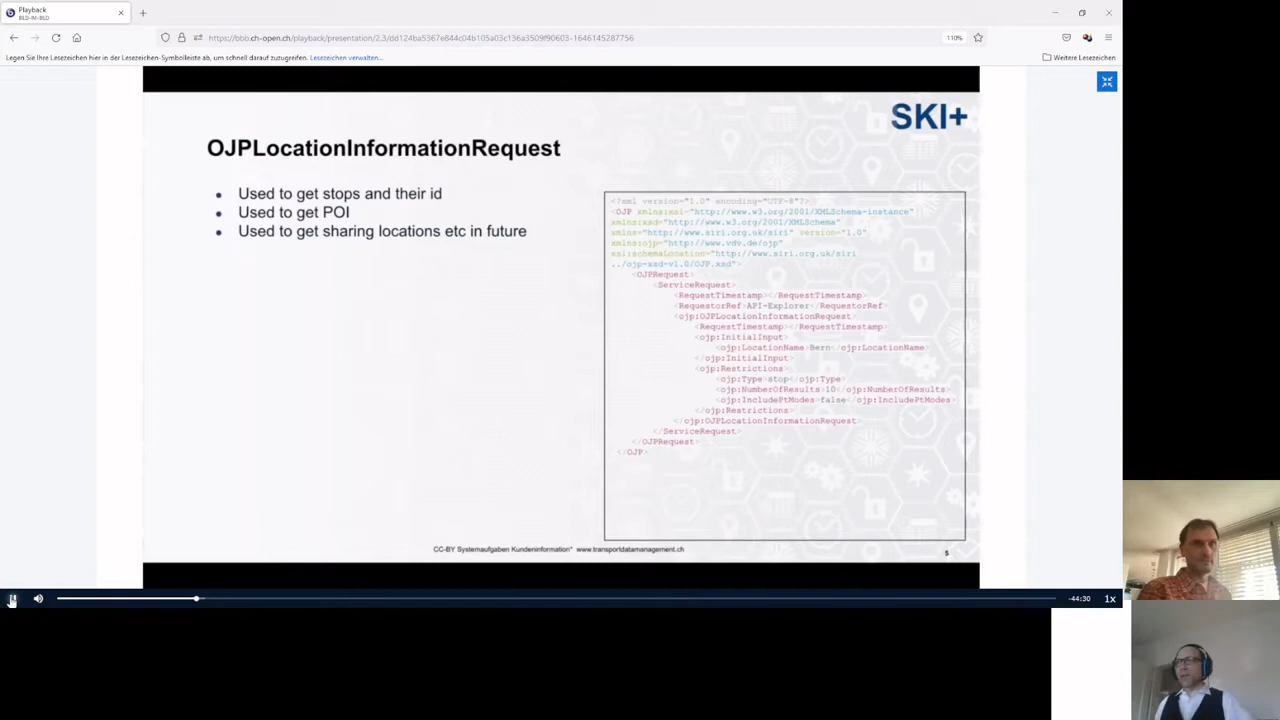 Playback
BLD-IM-BLD
https://bbb.ch-open.ch/playback/presentation/2.3/dd124ba5367e844c04b105a03c136a3509f90603-1646145287756
110%
Legen Sie Ihre Lesezeichen hier in der Lesezeichen-Symbolleiste ab, um schnell darauf zuzugreifen. Lesezeichen verwalten...
Weitere Lesezeichen
SKI+
OJPLocationInformationRequest
• Used to get stops and their id
• Used to get POI
• Used to get sharing locations etc in future
<?xml version="1.0" encoding="UTF-8"?>
<OJP xmlns:xsi="http://www.w3.org/2001/XMLSchema-instance"
xmlns:xsd="http://www.w3.org/2001/XMLSchema"
xmlns="http://www.siri.org.uk/siri" version="1.0"
xmlns:ojp="http://www.vdv.de/ojp"
xsi:schemaLocation="http://www.siri.org.uk/siri
../ojp-xsd-v1.0/OJP.xsd">
<OJPRequest>
<ServiceRequest>
<RequestTimestamp></RequestTimestamp>
<RequestorRef>API-Explorer</RequestorRef>
<ojp:OJPLocationInformationRequest>
<RequestTimestamp></RequestTimestamp>
<ojp:InitialInput>
<ojp:LocationName>Bern</ojp:LocationName>
</ojp:InitialInput>
<ojp:Restrictions>
<ojp:Type>stop</ojp:Type>
<ojp:NumberOfResults>10</ojp:NumberOfResults>
<ojp:IncludePtModes>false</ojp:IncludePtModes>
</ojp:Restrictions>
</ojp:OJPLocationInformationRequest>
</ServiceRequest>
</OJPRequest>
</OJP>
CC-BY Systemaufgaben Kundeninformation+ www.transportdatamanagement.ch
5
-44:30
1x